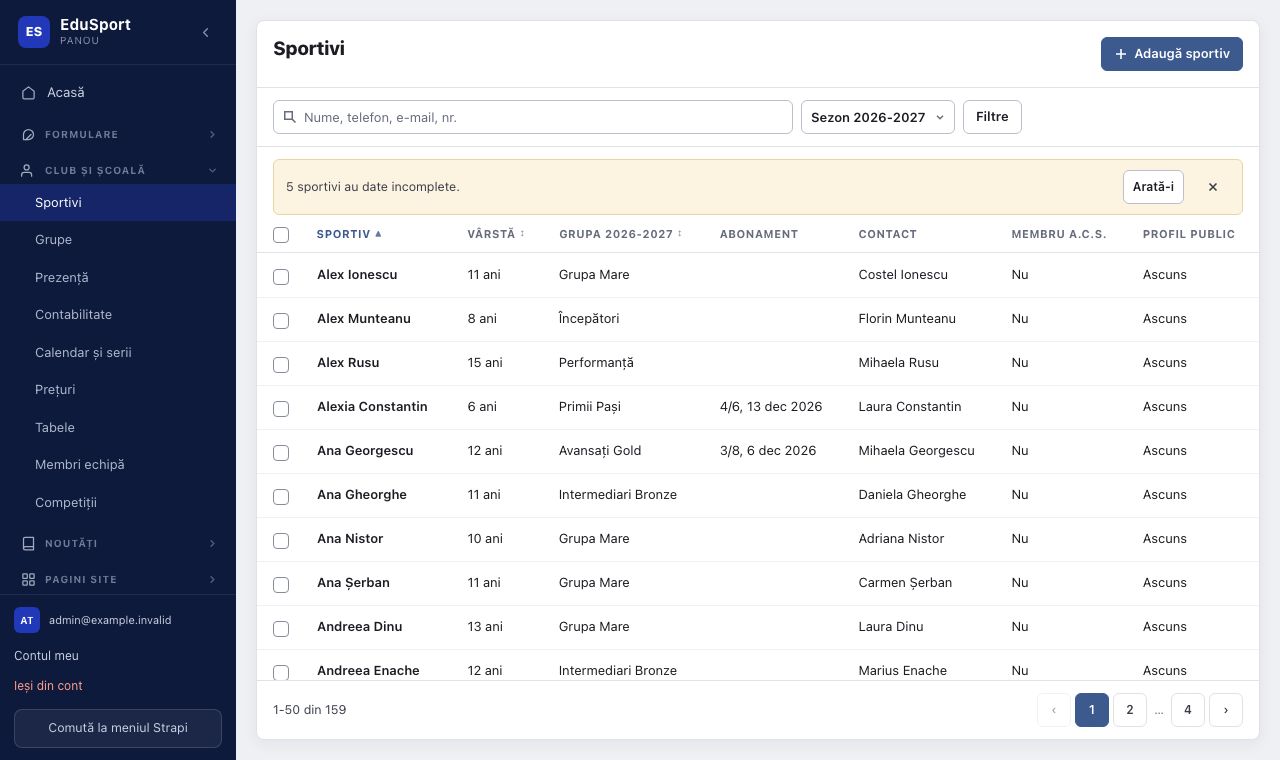 ES EduSport
PANOU
Acasă
FORMULARE
CLUB ȘI ȘCOALĂ
Sportivi
Grupe
Prezență
Contabilitate
Calendar și serii
Prețuri
Tabele
Membri echipă
Competiții
NOUTĂȚI
PAGINI SITE
AT admin@example.invalid
Contul meu
Ieși din cont
Comută la meniul Strapi
Sportivi
+ Adaugă sportiv
Nume, telefon, e-mail, nr. Sezon 2026-2027 Filtre
5 sportivi au date incomplete. Arată-i ×
SPORTIV ▲ VÂRSTĂ ↕ GRUPA 2026-2027 ↕ ABONAMENT CONTACT MEMBRU A.C.S. PROFIL PUBLIC
Alex Ionescu 11 ani Grupa Mare Costel Ionescu Nu Ascuns
Alex Munteanu 8 ani Începători Florin Munteanu Nu Ascuns
Alex Rusu 15 ani Performanță Mihaela Rusu Nu Ascuns
Alexia Constantin 6 ani Primii Pași 4/6, 13 dec 2026 Laura Constantin Nu Ascuns
Ana Georgescu 12 ani Avansați Gold 3/8, 6 dec 2026 Mihaela Georgescu Nu Ascuns
Ana Gheorghe 11 ani Intermediari Bronze Daniela Gheorghe Nu Ascuns
Ana Nistor 10 ani Grupa Mare Adriana Nistor Nu Ascuns
Ana Șerban 11 ani Grupa Mare Carmen Șerban Nu Ascuns
Andreea Dinu 13 ani Grupa Mare Laura Dinu Nu Ascuns
Andreea Enache 12 ani Intermediari Bronze Marius Enache Nu Ascuns
1-50 din 159 ‹ 1 2 … 4 ›